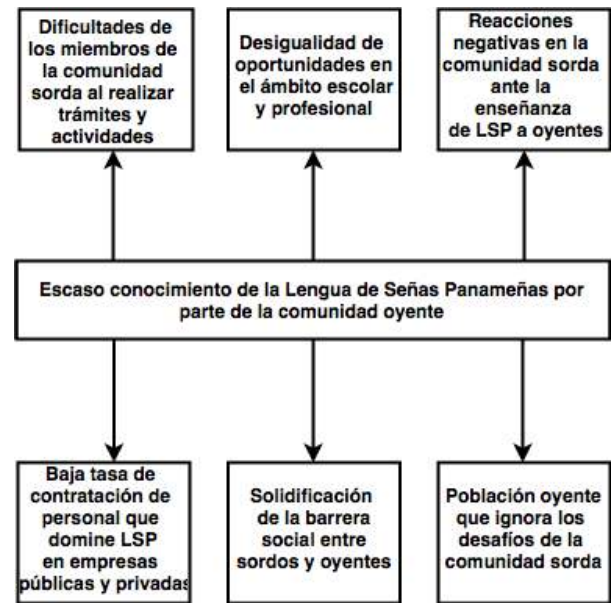 Dificultades de
los miembros de
la comunidad
sorda al realizar
trámites y
actividades
Desigualdad de
oportunidades en
el ámbito escolar
y profesional
Reacciones
negativas en la
comunidad sorda
ante la
enseñanza
de LSP a oyentes
Escaso conocimiento de la Lengua de Señas Panameñas por
parte de la comunidad oyente
Baja tasa de
contratación de
personal que
domine LSP
en empresas
públicas y privadas
Solidificación
de la barrera
social entre
sordos y oyentes
Población oyente
que ignora los
desafíos de la
comunidad sorda